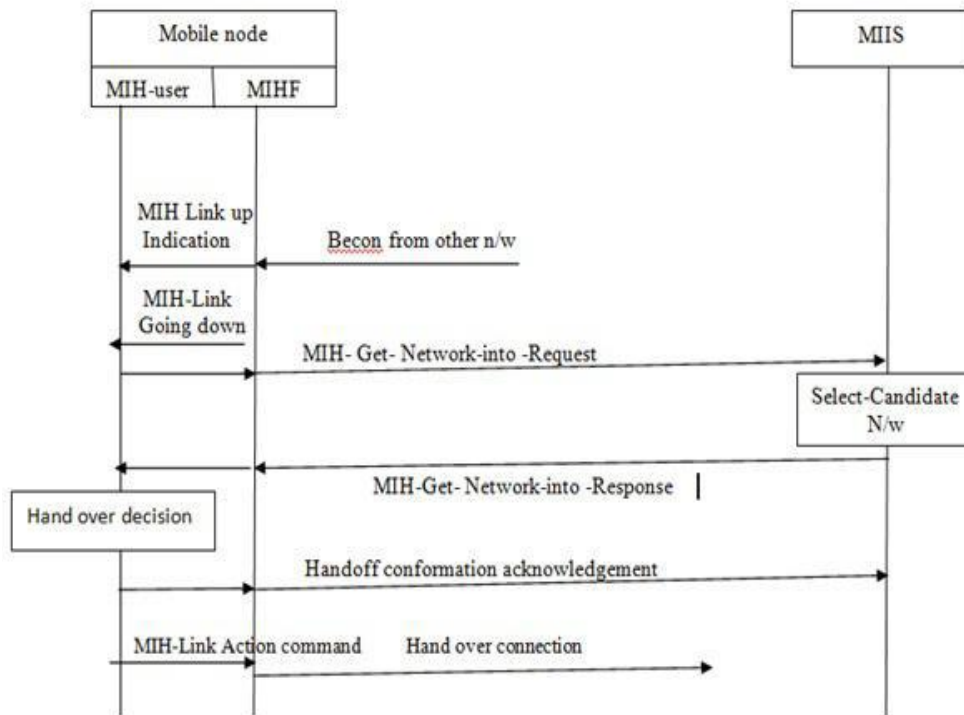 Mobile node
MIIS
MIH-user
MIHF
MIH Link up
Indication
Becon from other n/w
MIH-Link
Going down
MIH- Get- Network-into -Request
Select-Candidate
N/w
MIH-Get- Network-into -Response
Hand over decision
Handoff conformation acknowledgement
MIH-Link Action command
Hand over connection